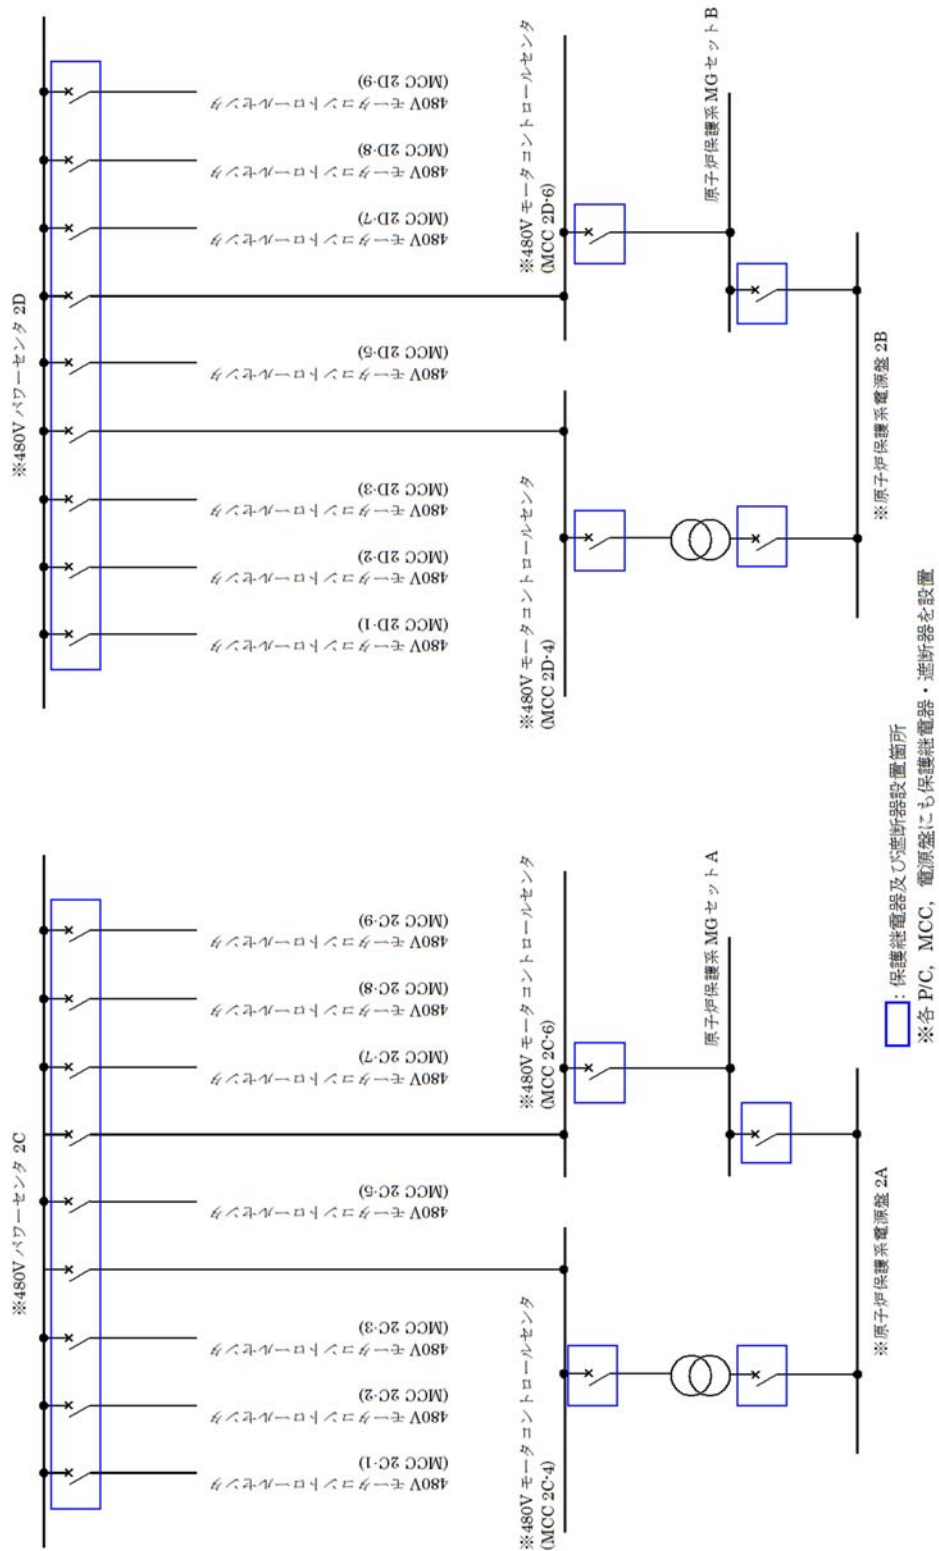 ※480V パワーセンタ 2C
480V モータコントロールセンタ
(MCC 2C-1)
480V モータコントロールセンタ
(MCC 2C-2)
480V モータコントロールセンタ
(MCC 2C-3)
480V モータコントロールセンタ
(MCC 2C-5)
480V モータコントロールセンタ
(MCC 2C-7)
480V モータコントロールセンタ
(MCC 2C-8)
480V モータコントロールセンタ
(MCC 2C-9)
※480V モータコントロールセンタ
(MCC 2C-4)
※480V モータコントロールセンタ
(MCC 2C-6)
原子炉保護系 MG セット A
※原子炉保護系電源盤 2A
※480V パワーセンタ 2D
480V モータコントロールセンタ
(MCC 2D-1)
480V モータコントロールセンタ
(MCC 2D-2)
480V モータコントロールセンタ
(MCC 2D-3)
480V モータコントロールセンタ
(MCC 2D-5)
480V モータコントロールセンタ
(MCC 2D-7)
480V モータコントロールセンタ
(MCC 2D-8)
480V モータコントロールセンタ
(MCC 2D-9)
※480V モータコントロールセンタ
(MCC 2D-4)
※480V モータコントロールセンタ
(MCC 2D-6)
原子炉保護系 MG セット B
※原子炉保護系電源盤 2B
：保護継電器及び遮断器設置箇所
※各 P/C, MCC, 電源盤にも保護継電器・遮断器を設置